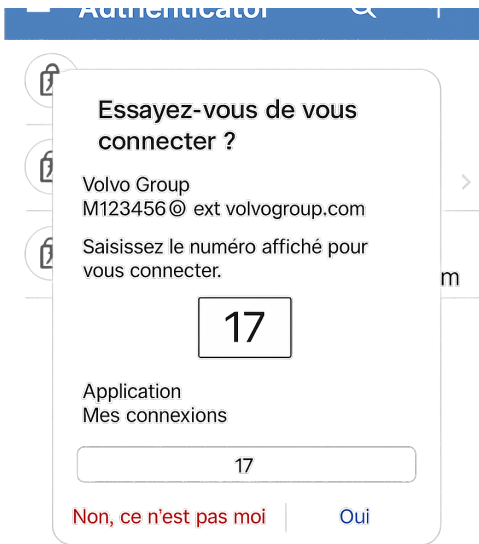 Authenticator
Essayez-vous de vous
connecter ?
Volvo Group
M123456@ ext volvogroup.com
Saisissez le numéro affiché pour
vous connecter.
m
17
Application
Mes connexions
17
Non, ce n'est pas moi
Oui